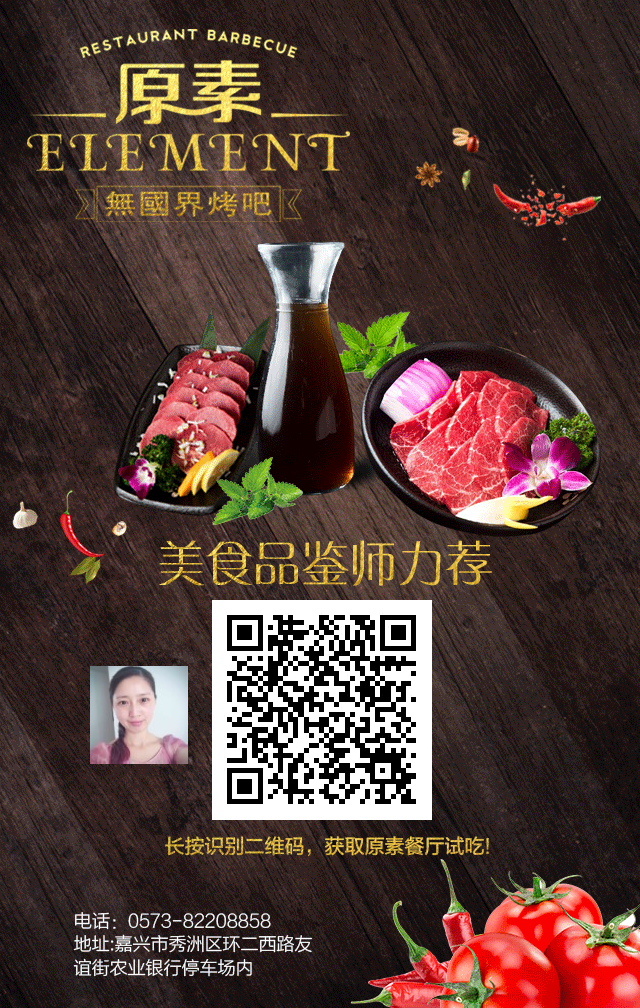 RESTAURANT BARBECUE
原素
ELEMENT
無國界烤吧
美食品鉴师力荐
长按识别二维码，获取原素餐厅试吃!
电话：0573-82208858
地址:嘉兴市秀洲区环二西路友
谊街农业银行停车场内